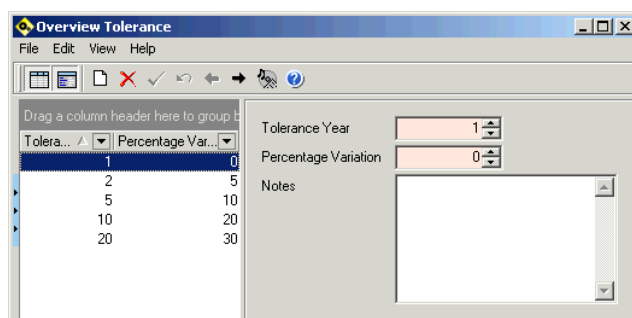 Overview Tolerance
File Edit View Help
Drag a column header here to group b
Tolera... Percentage Var...
1 0
2 5
5 10
10 20
20 30
Tolerance Year 1
Percentage Variation 0
Notes